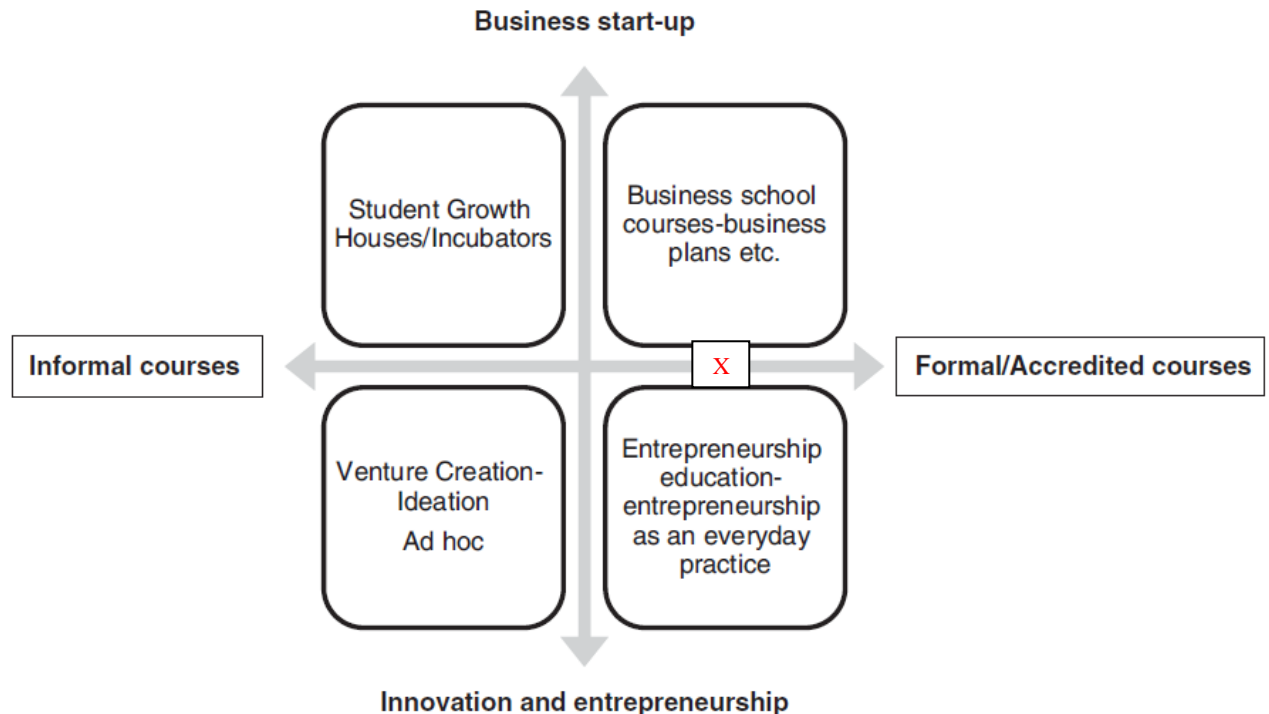 Business start-up
Student Growth
Houses/Incubators
Business school
courses-business
plans etc.
Informal courses
X
Formal/Accredited courses
Venture Creation-
Ideation
Ad hoc
Entrepreneurship
education-
entrepreneurship
as an everyday
practice
Innovation and entrepreneurship